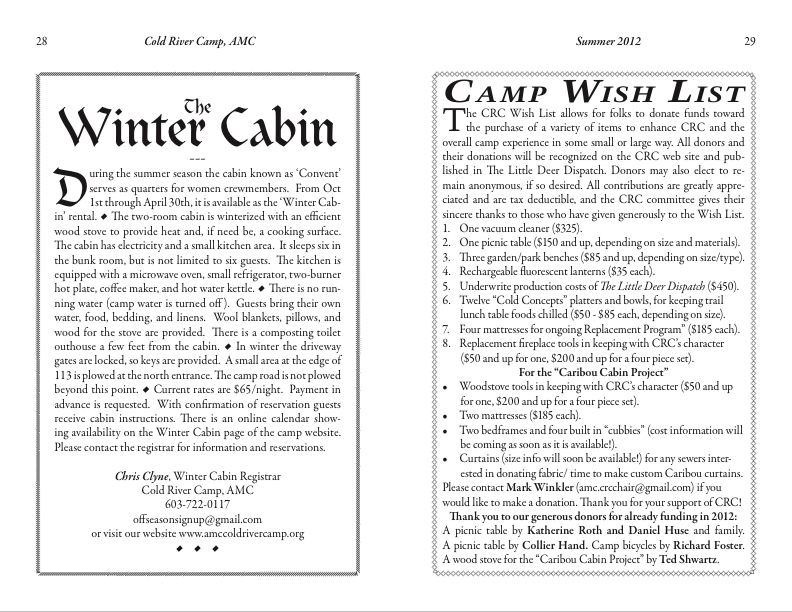 28
Cold River Camp, AMC
The
Winter Cabin
~~~
During the summer season the cabin known as ‘Convent’
serves as quarters for women crewmembers. From Oct
1st through April 30th, it is available as the ‘Winter Cab-
in’ rental. ◆ The two-room cabin is winterized with an efficient
wood stove to provide heat and, if need be, a cooking surface.
The cabin has electricity and a small kitchen area. It sleeps six in
the bunk room, but is not limited to six guests. The kitchen is
equipped with a microwave oven, small refrigerator, two-burner
hot plate, coffee maker, and hot water kettle. ◆ There is no run-
ning water (camp water is turned off). Guests bring their own
water, food, bedding, and linens. Wool blankets, pillows, and
wood for the stove are provided. There is a composting toilet
outhouse a few feet from the cabin. ◆ In winter the driveway
gates are locked, so keys are provided. A small area at the edge of
113 is plowed at the north entrance. The camp road is not plowed
beyond this point. ◆ Current rates are $65/night. Payment in
advance is requested. With confirmation of reservation guests
receive cabin instructions. There is an online calendar show-
ing availability on the Winter Cabin page of the camp website.
Please contact the registrar for information and reservations.
Chris Clyne, Winter Cabin Registrar
Cold River Camp, AMC
603-722-0117
offseasonsignup@gmail.com
or visit our website www.amccoldrivercamp.org
◆ ◆ ◆
Summer 2012
29
Camp Wish List
The CRC Wish List allows for folks to donate funds toward
the purchase of a variety of items to enhance CRC and the
overall camp experience in some small or large way. All donors and
their donations will be recognized on the CRC web site and pub-
lished in The Little Deer Dispatch. Donors may also elect to re-
main anonymous, if so desired. All contributions are greatly appre-
ciated and are tax deductible, and the CRC committee gives their
sincere thanks to those who have given generously to the Wish List.
1. One vacuum cleaner ($325).
2. One picnic table ($150 and up, depending on size and materials).
3. Three garden/park benches ($85 and up, depending on size/type).
4. Rechargeable fluorescent lanterns ($35 each).
5. Underwrite production costs of The Little Deer Dispatch ($450).
6. Twelve “Cold Concepts” platters and bowls, for keeping trail
lunch table foods chilled ($50 - $85 each, depending on size).
7. Four mattresses for ongoing Replacement Program” ($185 each).
8. Replacement fireplace tools in keeping with CRC’s character
($50 and up for one, $200 and up for a four piece set).
For the “Caribou Cabin Project”
• Woodstove tools in keeping with CRC’s character ($50 and up
for one, $200 and up for a four piece set).
• Two mattresses ($185 each).
• Two bedframes and four built in “cubbies” (cost information will
be coming as soon as it is available!).
• Curtains (size info will soon be available!) for any sewers inter-
ested in donating fabric/ time to make custom Caribou curtains.
Please contact Mark Winkler (amc.crcchair@gmail.com) if you
would like to make a donation. Thank you for your support of CRC!
Thank you to our generous donors for already funding in 2012:
A picnic table by Katherine Roth and Daniel Huse and family.
A picnic table by Collier Hand. Camp bicycles by Richard Foster.
A wood stove for the “Caribou Cabin Project” by Ted Shwartz.